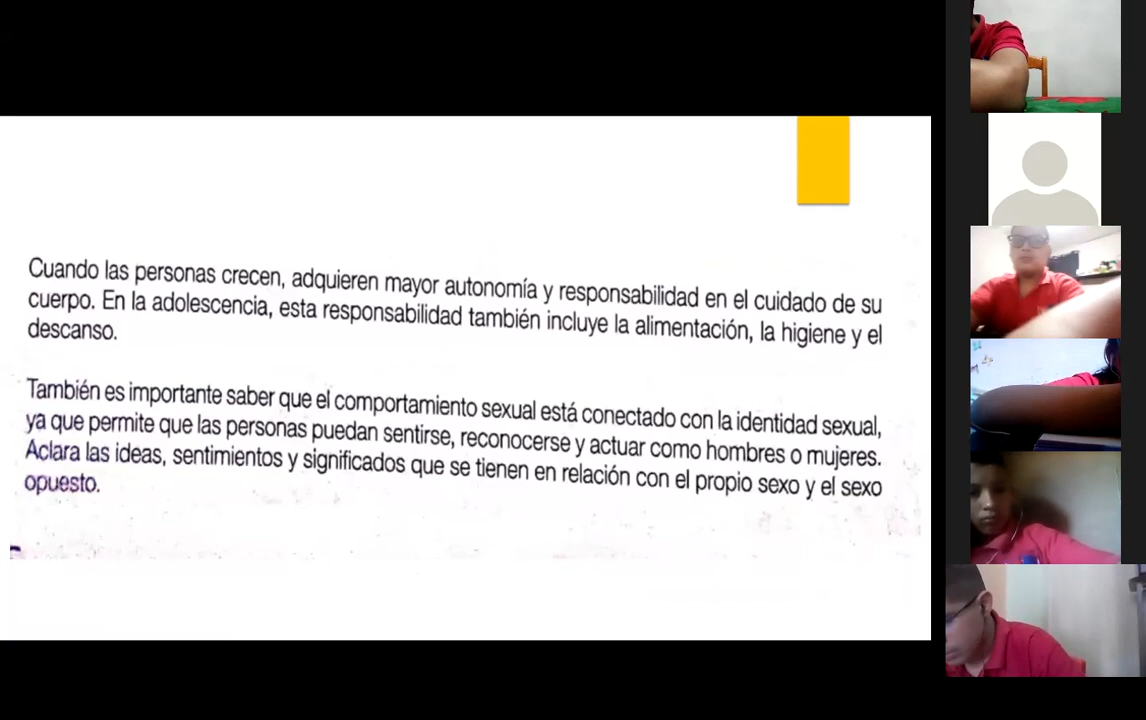 Cuando las personas crecen, adquieren mayor autonomía y responsabilidad en el cuidado de su
cuerpo. En la adolescencia, esta responsabilidad también incluye la alimentación, la higiene y el
descanso.
También es importante saber que el comportamiento sexual está conectado con la identidad sexual,
ya que permite que las personas puedan sentirse, reconocerse y actuar como hombres o mujeres.
Aclara las ideas, sentimientos y significados que se tienen en relación con el propio sexo y el sexo
opuesto.